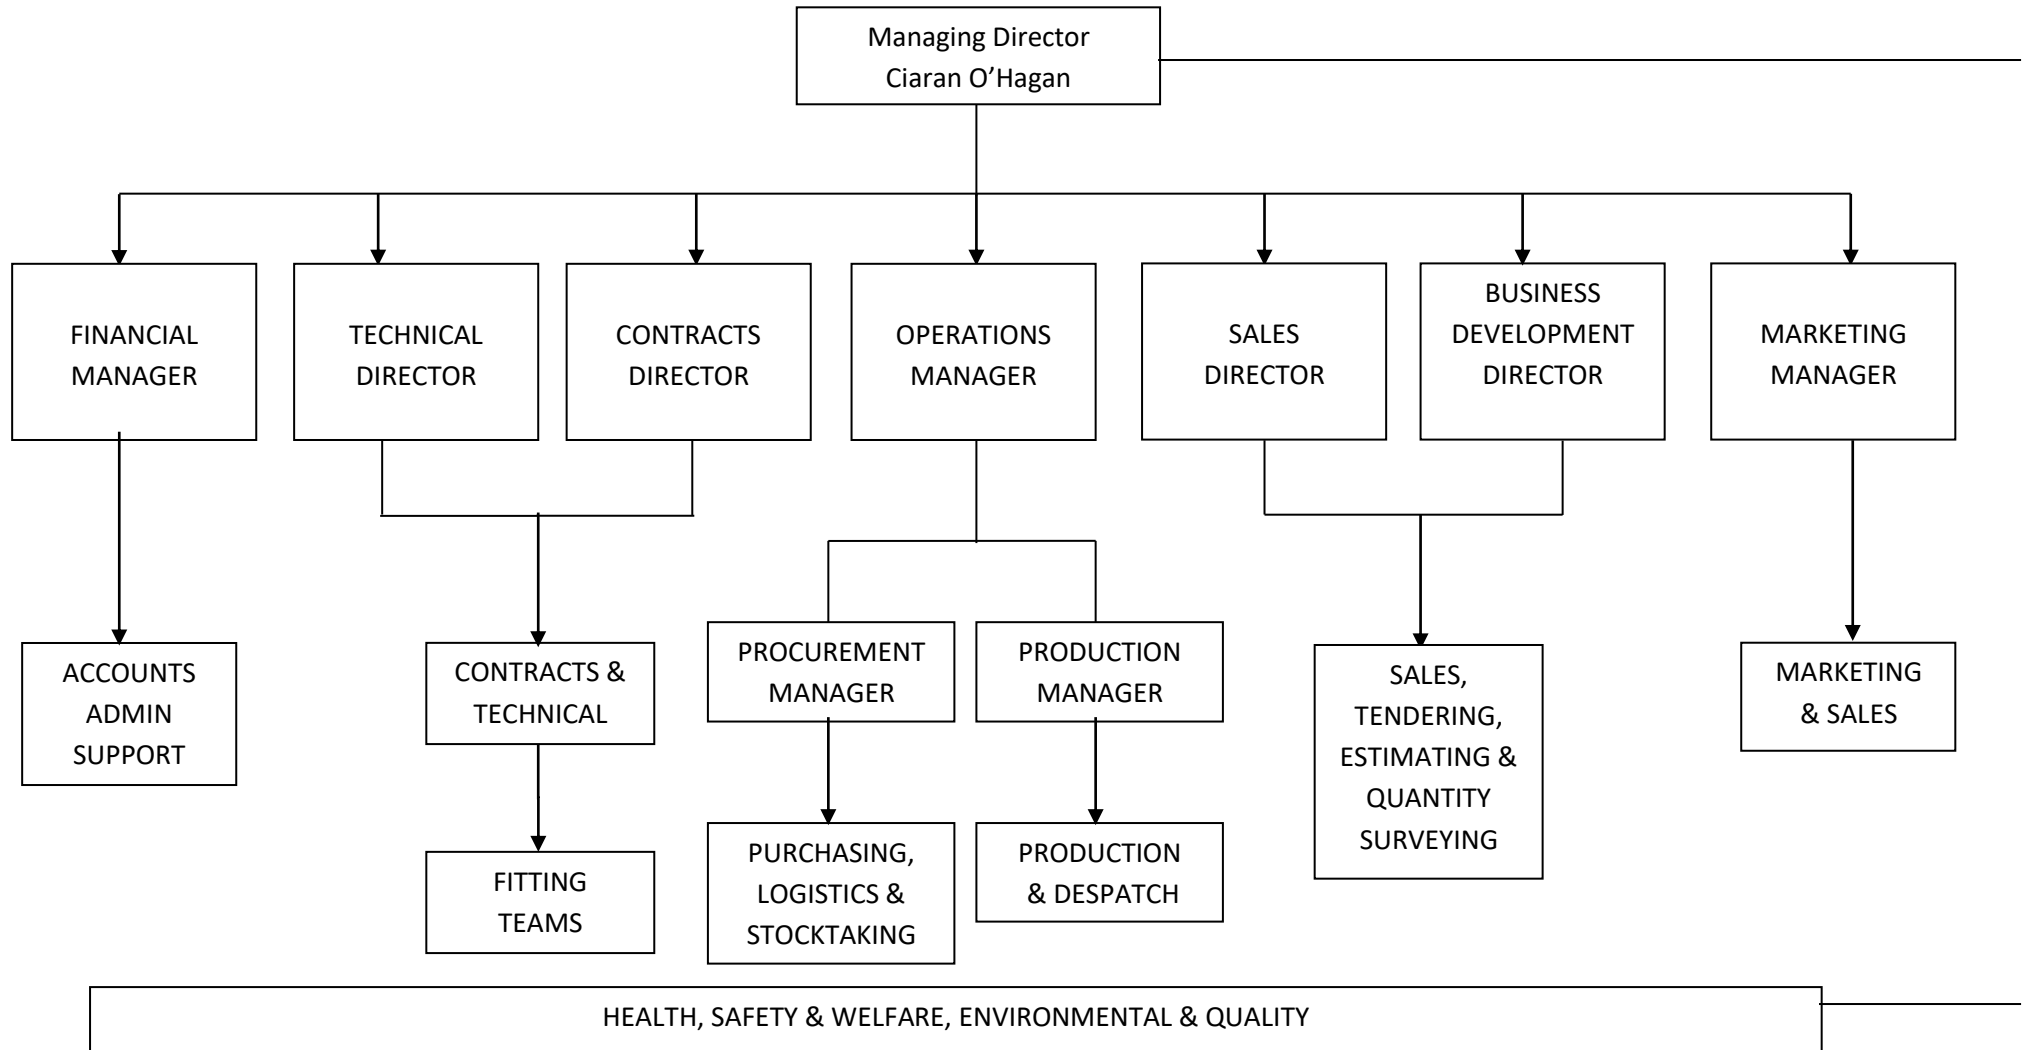 Managing Director
Ciaran O’Hagan
FINANCIAL
MANAGER
TECHNICAL
DIRECTOR
CONTRACTS
DIRECTOR
OPERATIONS
MANAGER
SALES
DIRECTOR
BUSINESS
DEVELOPMENT
DIRECTOR
MARKETING
MANAGER
ACCOUNTS
ADMIN
SUPPORT
CONTRACTS &
TECHNICAL
PROCUREMENT
MANAGER
PRODUCTION
MANAGER
SALES,
TENDERING,
ESTIMATING &
QUANTITY
SURVEYING
MARKETING
& SALES
FITTING
TEAMS
PURCHASING,
LOGISTICS &
STOCKTAKING
PRODUCTION
& DESPATCH
HEALTH, SAFETY & WELFARE, ENVIRONMENTAL & QUALITY